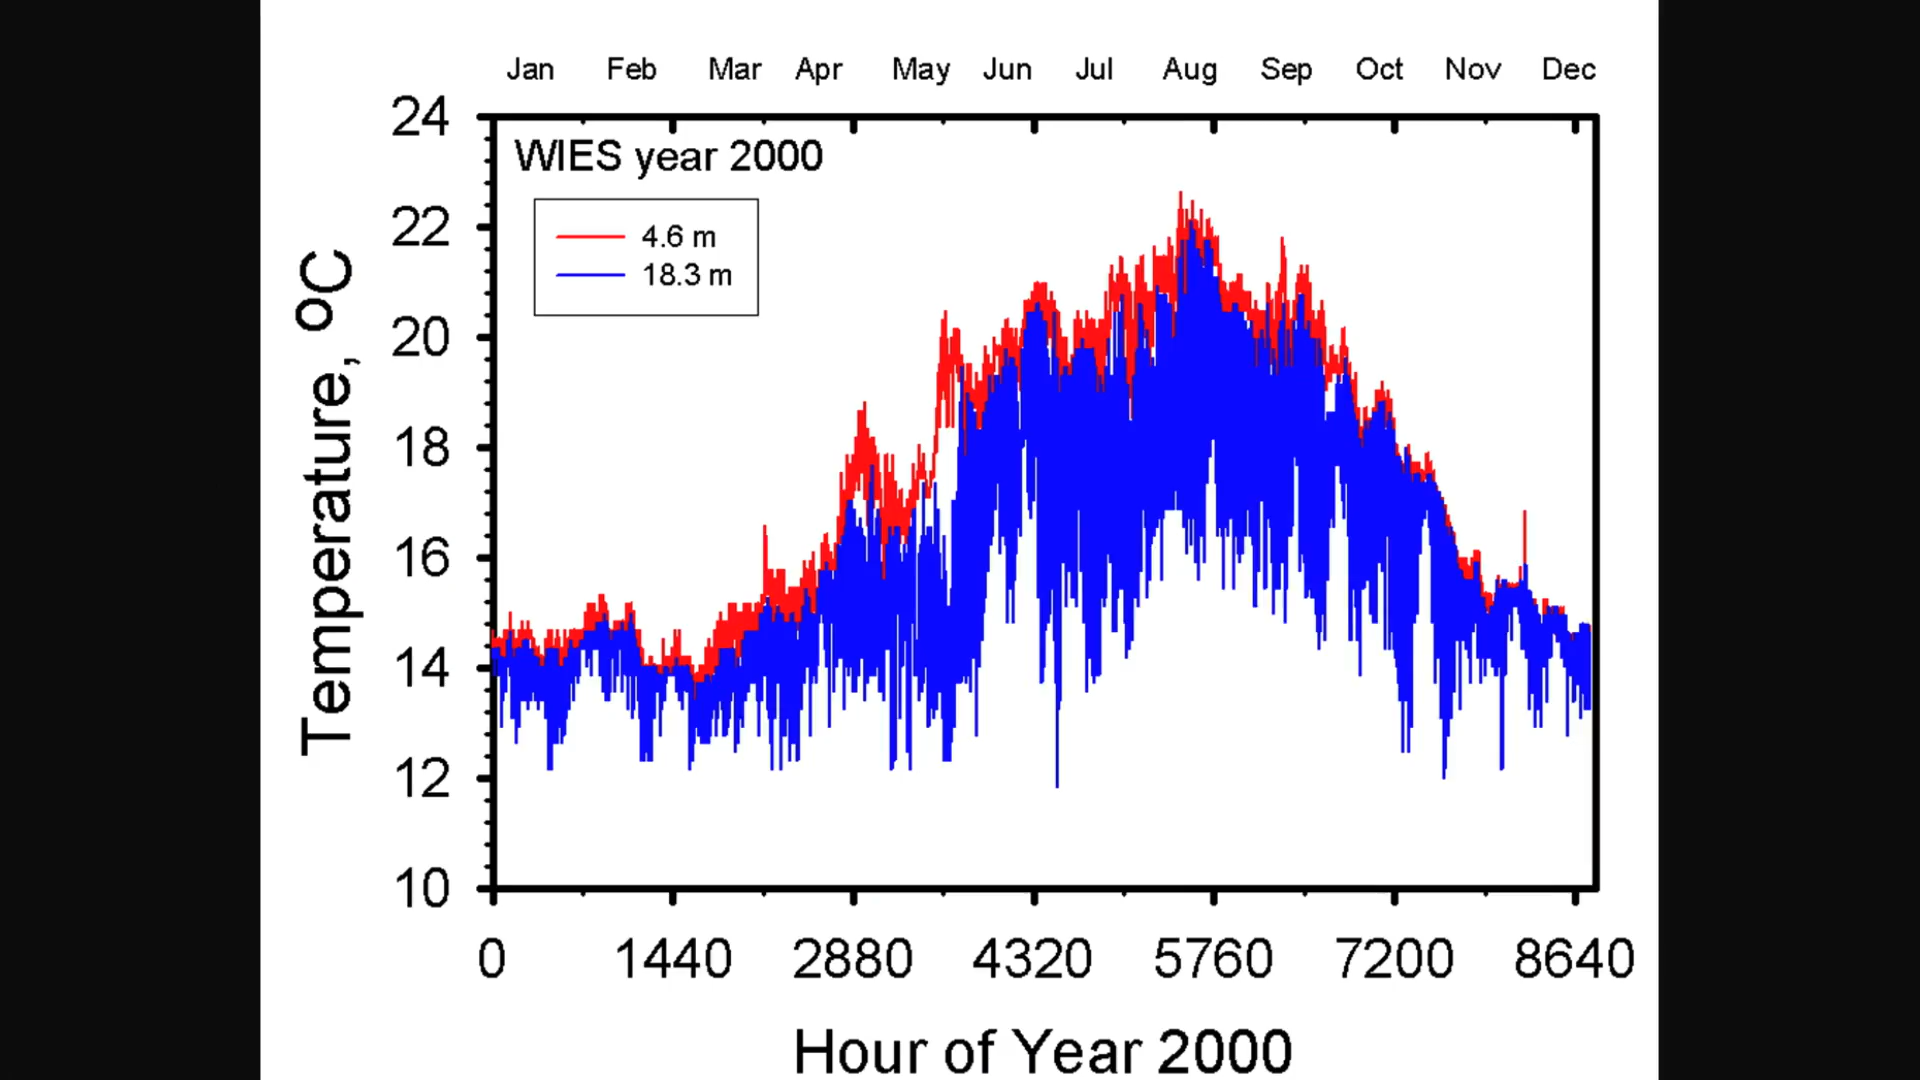 Jan Feb Mar Apr May Jun Jul Aug Sep Oct Nov Dec
24
WIES year 2000
4.6 m
22
18.3 m
20
18
16
14
12
10
Temperature, ºC
0 1440 2880 4320 5760 7200 8640
Hour of Year 2000